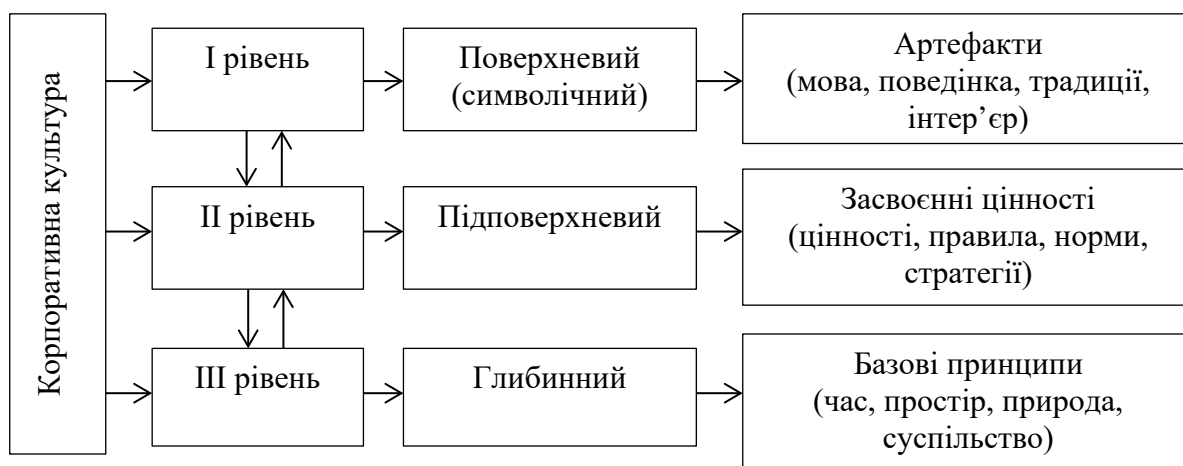 Корпоративна культура
І рівень
Поверхневий
(символічний)
Артефакти
(мова, поведінка, традиції,
інтер’єр)
ІІ рівень
Підповерхневий
Засвоєнні цінності
(цінності, правила, норми,
стратегії)
ІІІ рівень
Глибинний
Базові принципи
(час, простір, природа,
суспільство)